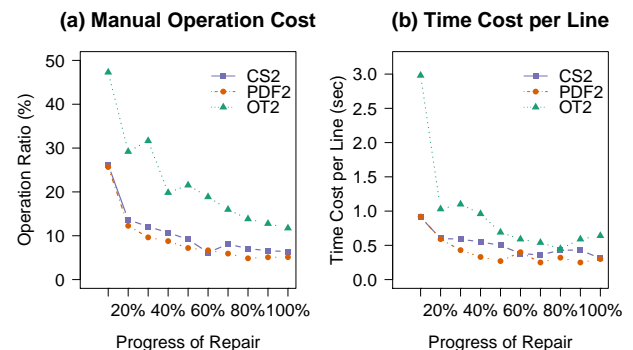 (a) Manual Operation Cost
Operation Ratio (%)
50
40
30
20
10
0
CS2
PDF2
OT2
20% 40% 60% 80% 100%
Progress of Repair
(b) Time Cost per Line
Time Cost per Line (sec)
3.0
2.5
2.0
1.5
1.0
0.5
0.0
CS2
PDF2
OT2
20% 40% 60% 80% 100%
Progress of Repair